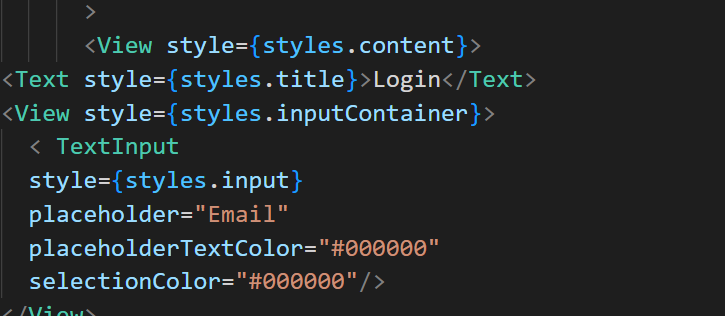 >
<View style={styles.content}>
<Text style={styles.title}>Login</Text>
<View style={styles.inputContainer}>
< TextInput
style={styles.input}
placeholder="Email"
placeholderTextColor="#000000"
selectionColor="#000000"/>
</View>